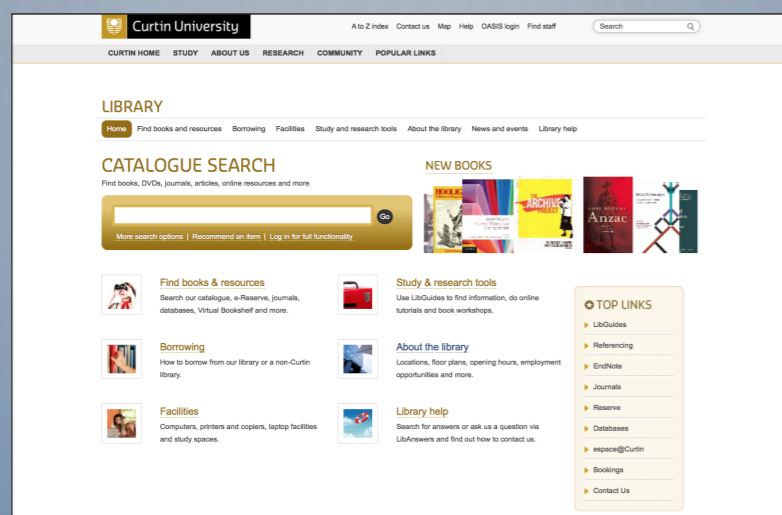 Curtin University
A to Z index Contact us Map Help OASIS login Find staff
Search
CURTIN HOME STUDY ABOUT US RESEARCH COMMUNITY POPULAR LINKS
LIBRARY
Home Find books and resources Borrowing Facilities Study and research tools About the library News and events Library help
CATALOGUE SEARCH
Find books, DVDs, journals, articles, online resources and more
Go
More search options | Recommend an item | Log in for full functionality
NEW BOOKS
THE
ARCHIVE
PROJECT
Anzac
Find books & resources
Search our catalogue, e-Reserve, journals,
databases, Virtual Bookshelf and more.
Study & research tools
Use LibGuides to find information, do online
tutorials and book workshops.
Borrowing
How to borrow from our library or a non-Curtin
library.
About the library
Locations, floor plans, opening hours, employment
opportunities and more.
Facilities
Computers, printers and copiers, laptop facilities
and study spaces.
Library help
Search for answers or ask us a question via
LibAnswers and find out how to contact us.
TOP LINKS
LibGuides
Referencing
EndNote
Journals
Reserve
Databases
espace@Curtin
Bookings
Contact Us